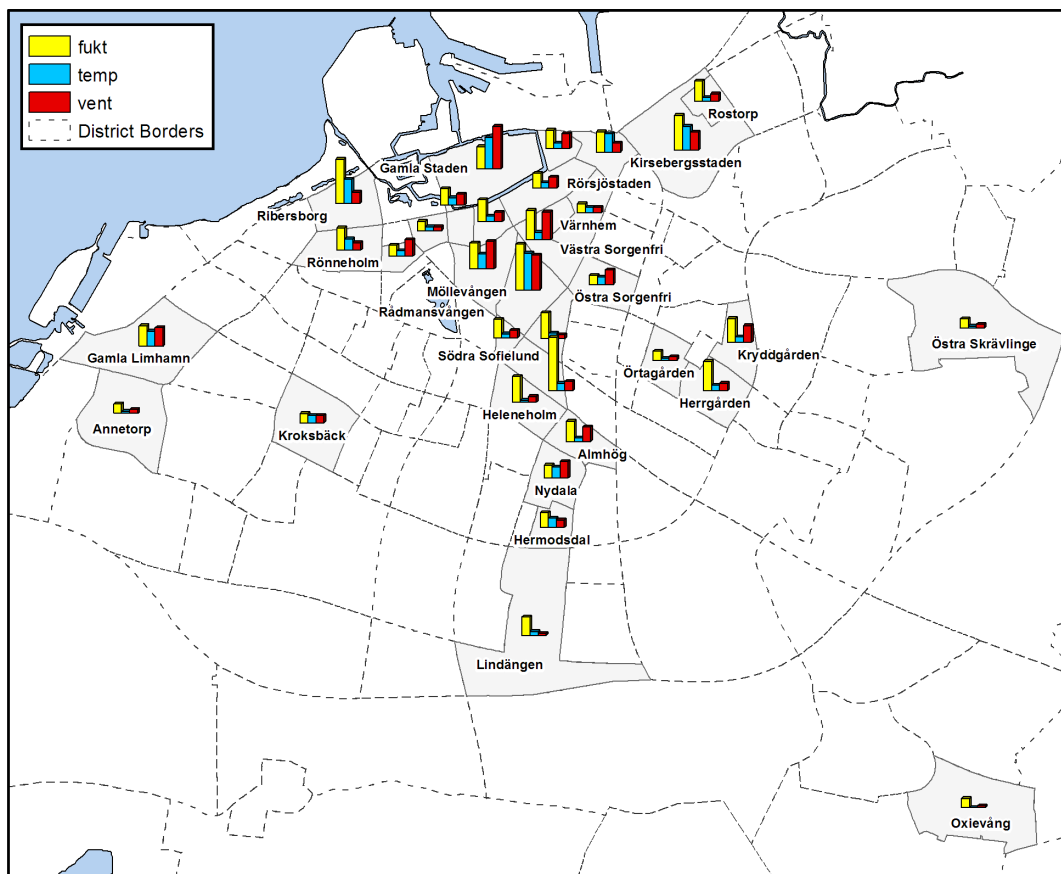 fukt
temp
vent
District Borders
Rostorp
Kirsebergsstaden
Gamla Staden
Rörsjöstaden
Ribersborg
Värnhem
Västra Sorgenfri
Rönneholm
Möllevången
Östra Sorgenfri
Rådmansvången
Östra Skrävlinge
Gamla Limhamn
Södra Sofielund
Kryddgården
Örtagården
Herrgården
Heleneholm
Annetorp
Kroksbäck
Almhög
Nydala
Hermodsdal
Lindängen
Oxievång